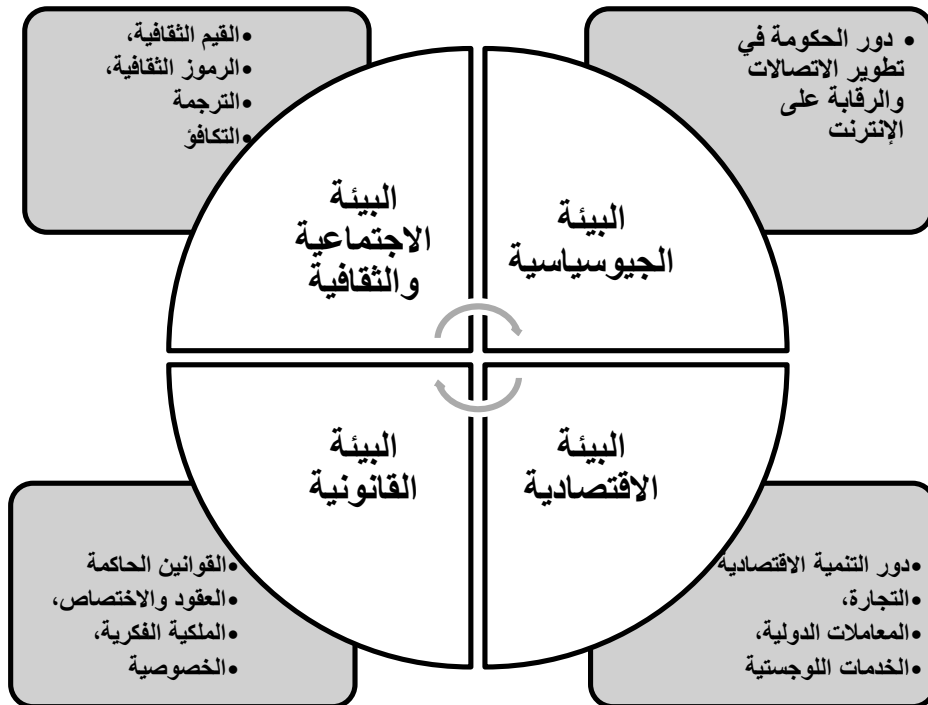 • دور الحكومة في
تطوير الاتصالات
والرقابة على
الإنترنت
•القيم الثقافية،
•الرموز الثقافية،
•الترجمة
•التكافؤ
البيئة
الجيوسياسية
البيئة
الاجتماعية
والثقافية
البيئة
الاقتصادية
البيئة
القانونية
•دور التنمية الاقتصادية
•التجارة،
•المعاملات الدولية،
•الخدمات اللوجستية
•القوانين الحاكمة
•العقود والاختصاص،
•الملكية الفكرية،
•الخصوصية